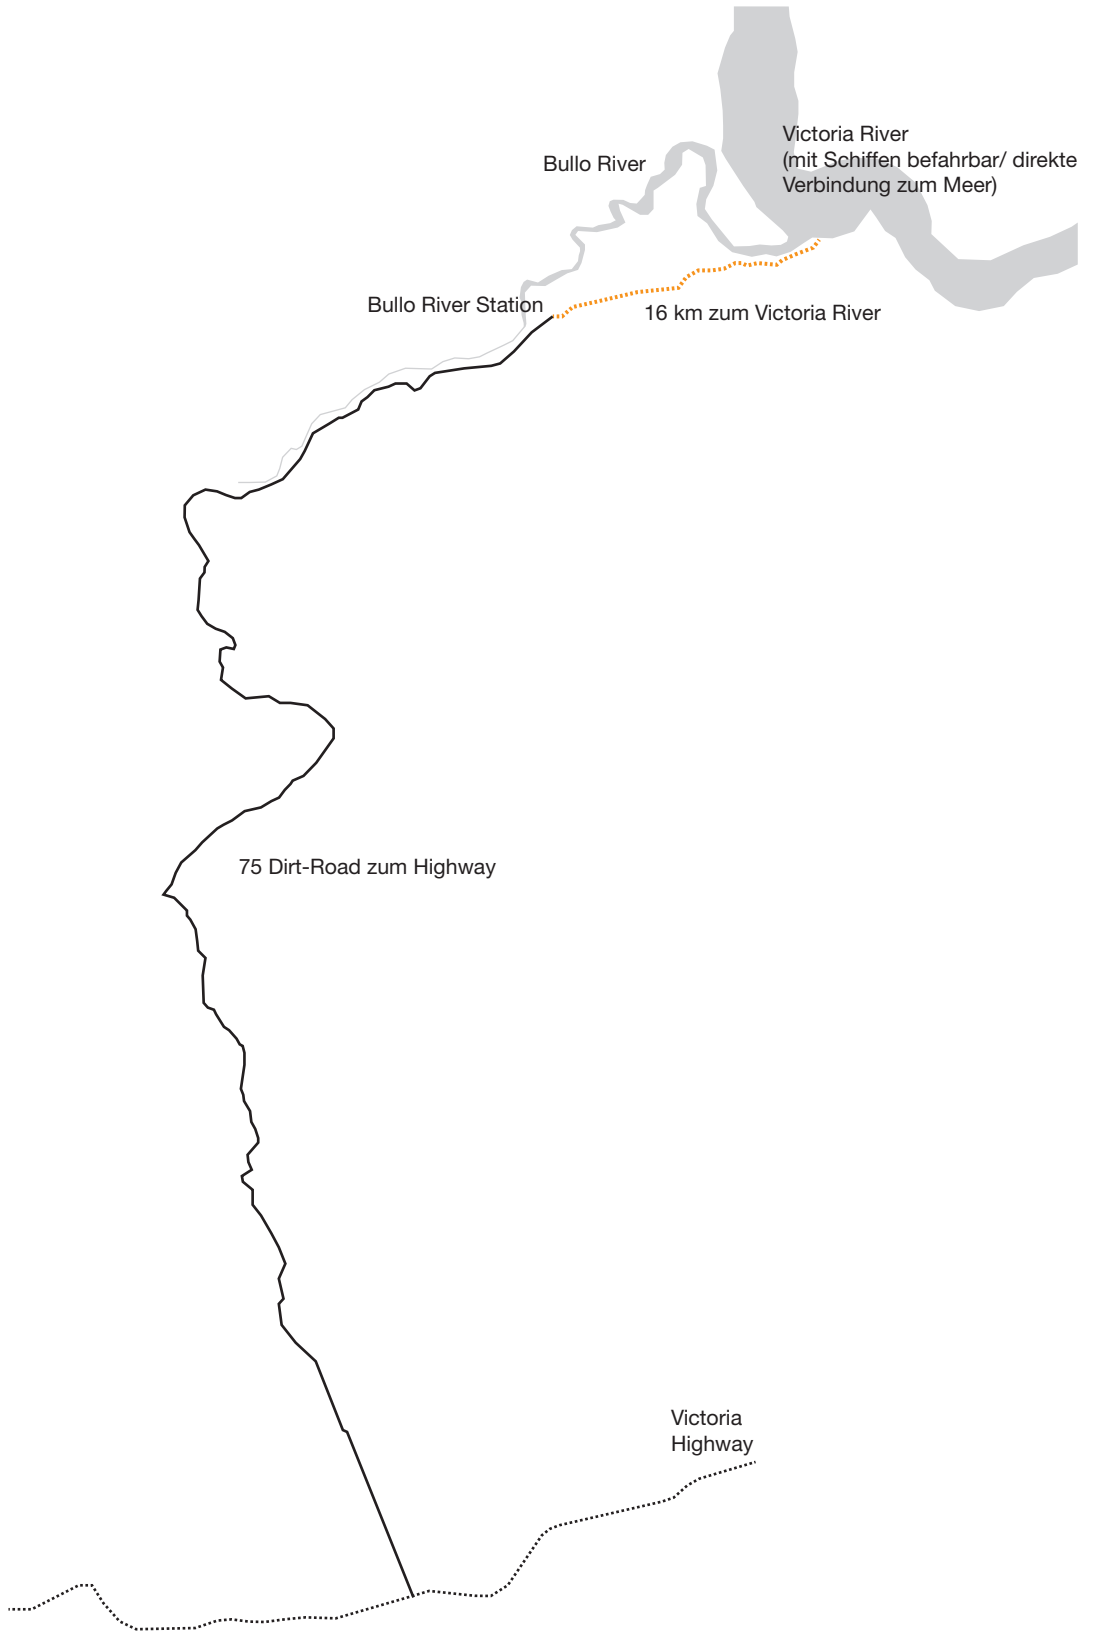 Victoria River
(mit Schiffen befahrbar/ direkte
Verbindung zum Meer)
Bullo River
Bullo River Station
16 km zum Victoria River
75 Dirt-Road zum Highway
Victoria
Highway